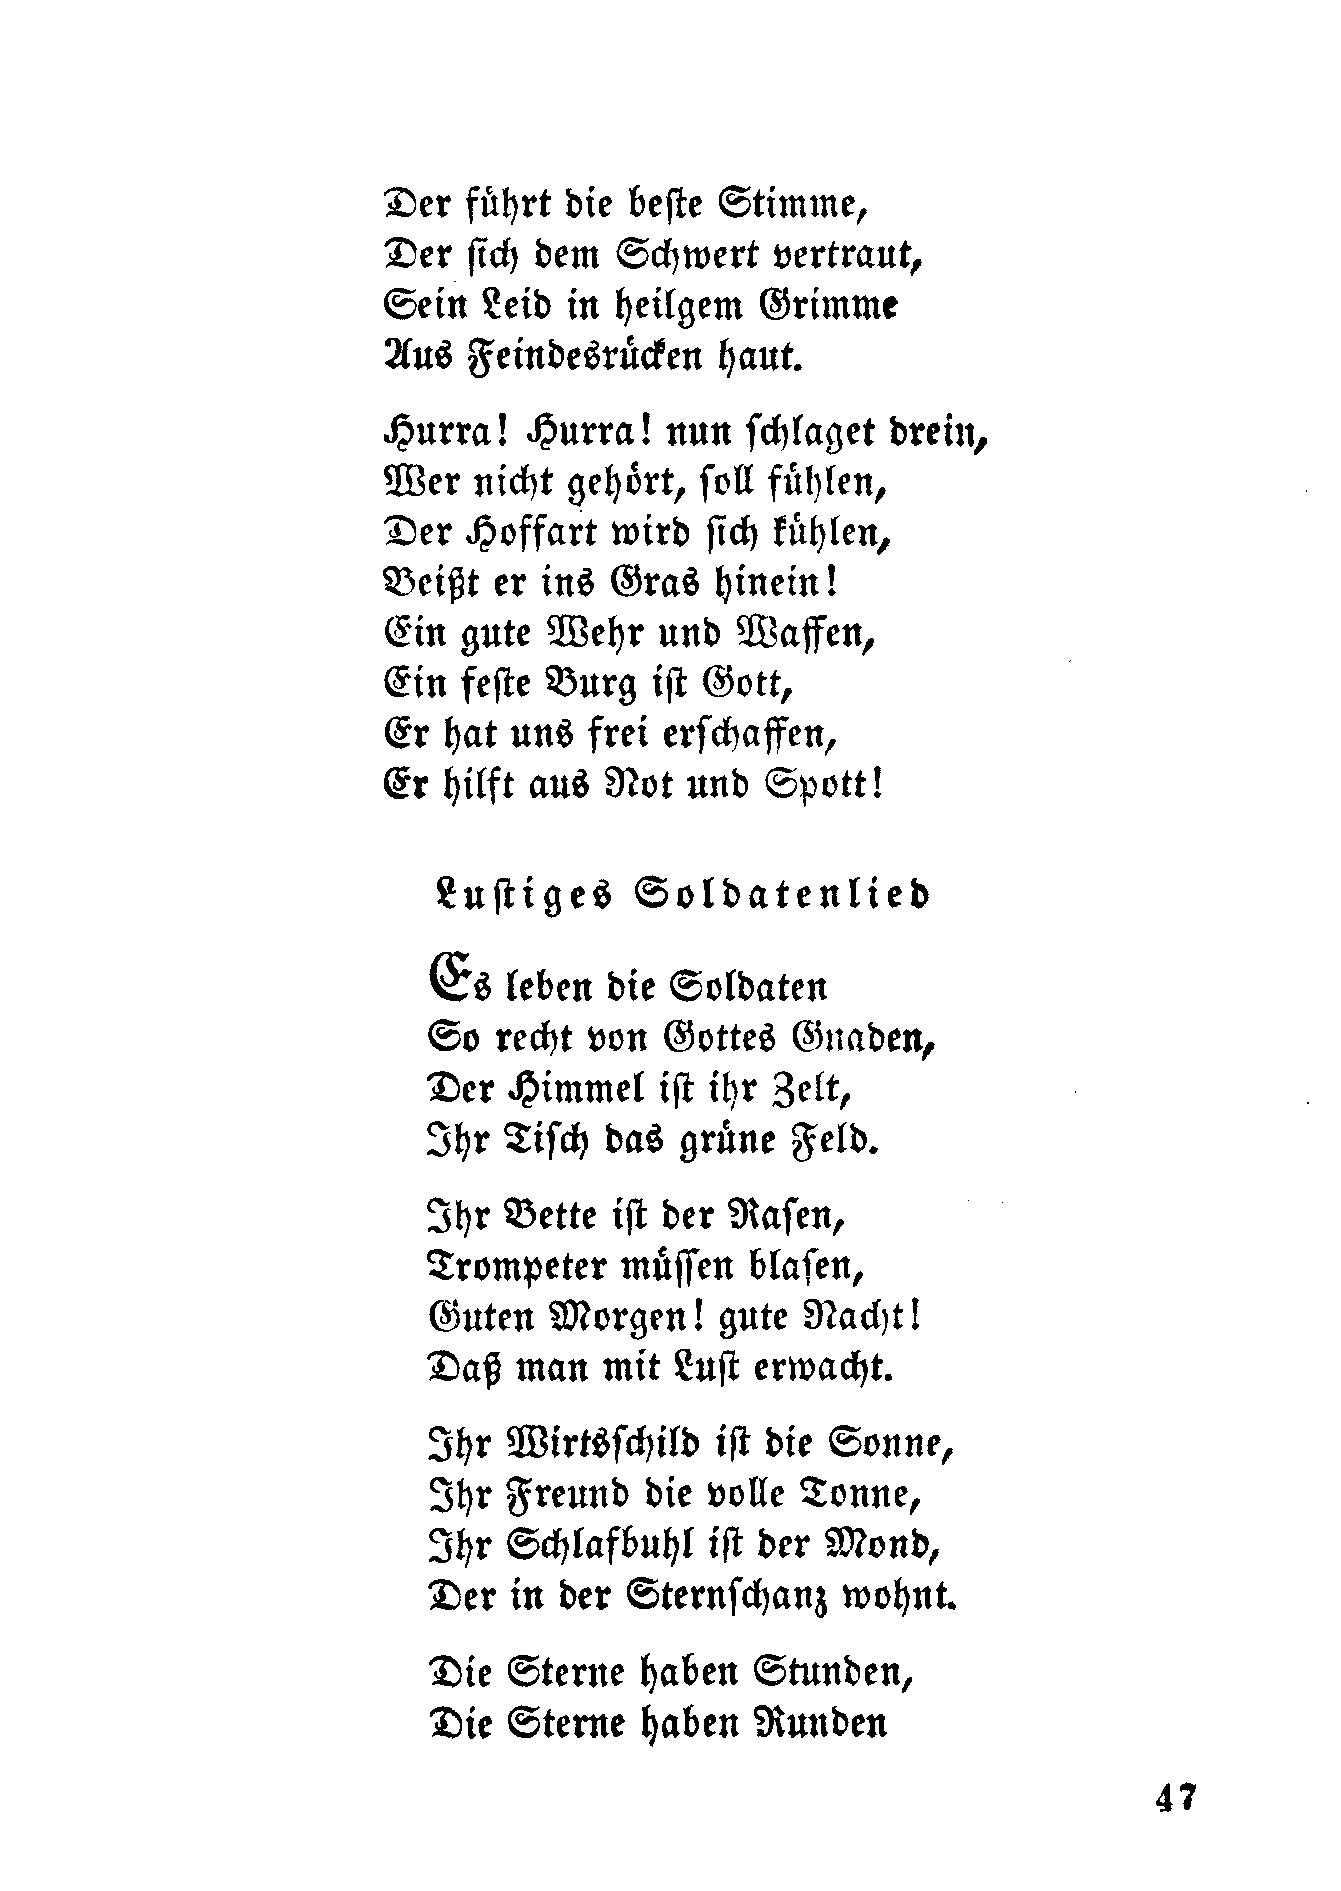 Der führt die beste Stimme,
Der sich dem Schwert vertraut,
Sein Leid in heilgem Grimme
Aus Feindesrücken haut.
Hurra! Hurra! nun schlaget drein,
Wer nicht gehört, soll fühlen,
Der Hoffart wird sich kühlen,
Beißt er ins Gras hinein!
Ein gute Wehr und Waffen,
Ein feste Burg ist Gott,
Er hat uns frei erschaffen,
Er hilft aus Not und Spott!
Lustiges Soldatenlied
Es leben die Soldaten
So recht von Gottes Gnaden,
Der Himmel ist ihr Zelt,
Ihr Tisch das grüne Feld.
Ihr Bette ist der Rasen,
Trompeter müssen blasen,
Guten Morgen! gute Nacht!
Daß man mit Lust erwacht.
Ihr Wirtsschild ist die Sonne,
Ihr Freund die volle Tonne,
Ihr Schlafbuhl ist der Mond,
Der in der Sternschanz wohnt.
Die Sterne haben Stunden,
Die Sterne haben Runden
47